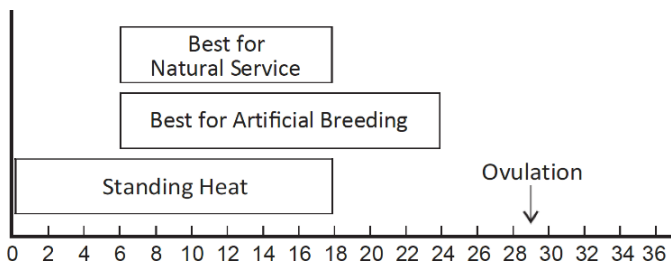 Best for
Natural Service
Best for Artificial Breeding
Standing Heat
Ovulation
0 2 4 6 8 10 12 14 16 18 20 22 24 26 28 30 32 34 36